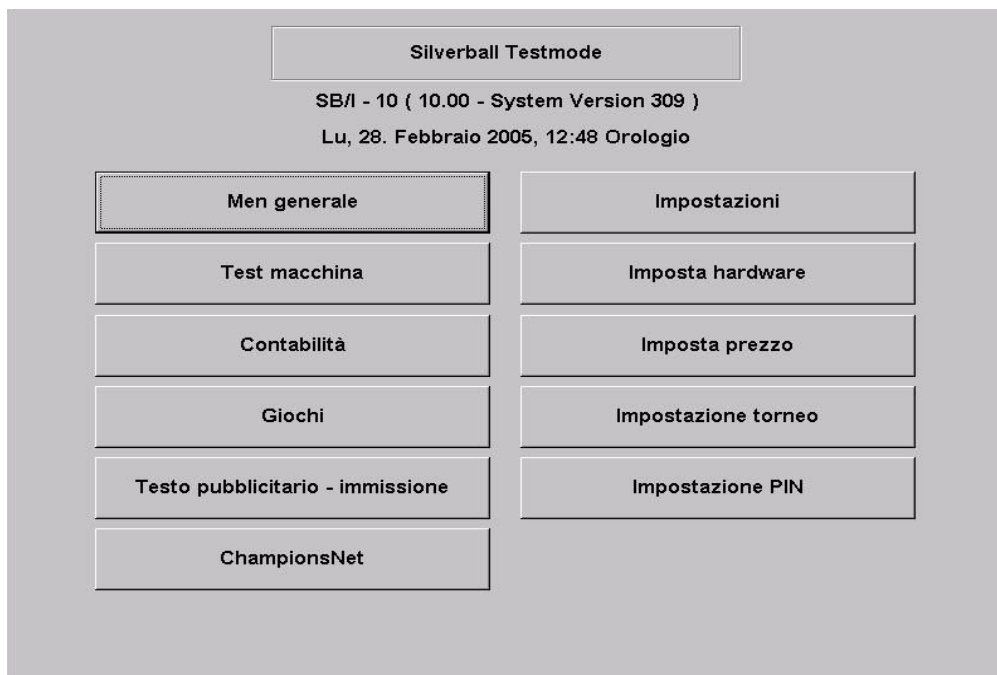 Silverball Testmode
SB/I - 10 ( 10.00 - System Version 309 )
Lu, 28. Febbraio 2005, 12:48 Orologio
Men generale
Impostazioni
Test macchina
Imposta hardware
Contabilità
Imposta prezzo
Giochi
Impostazione torneo
Testo pubblicitario - immissione
Impostazione PIN
ChampionsNet